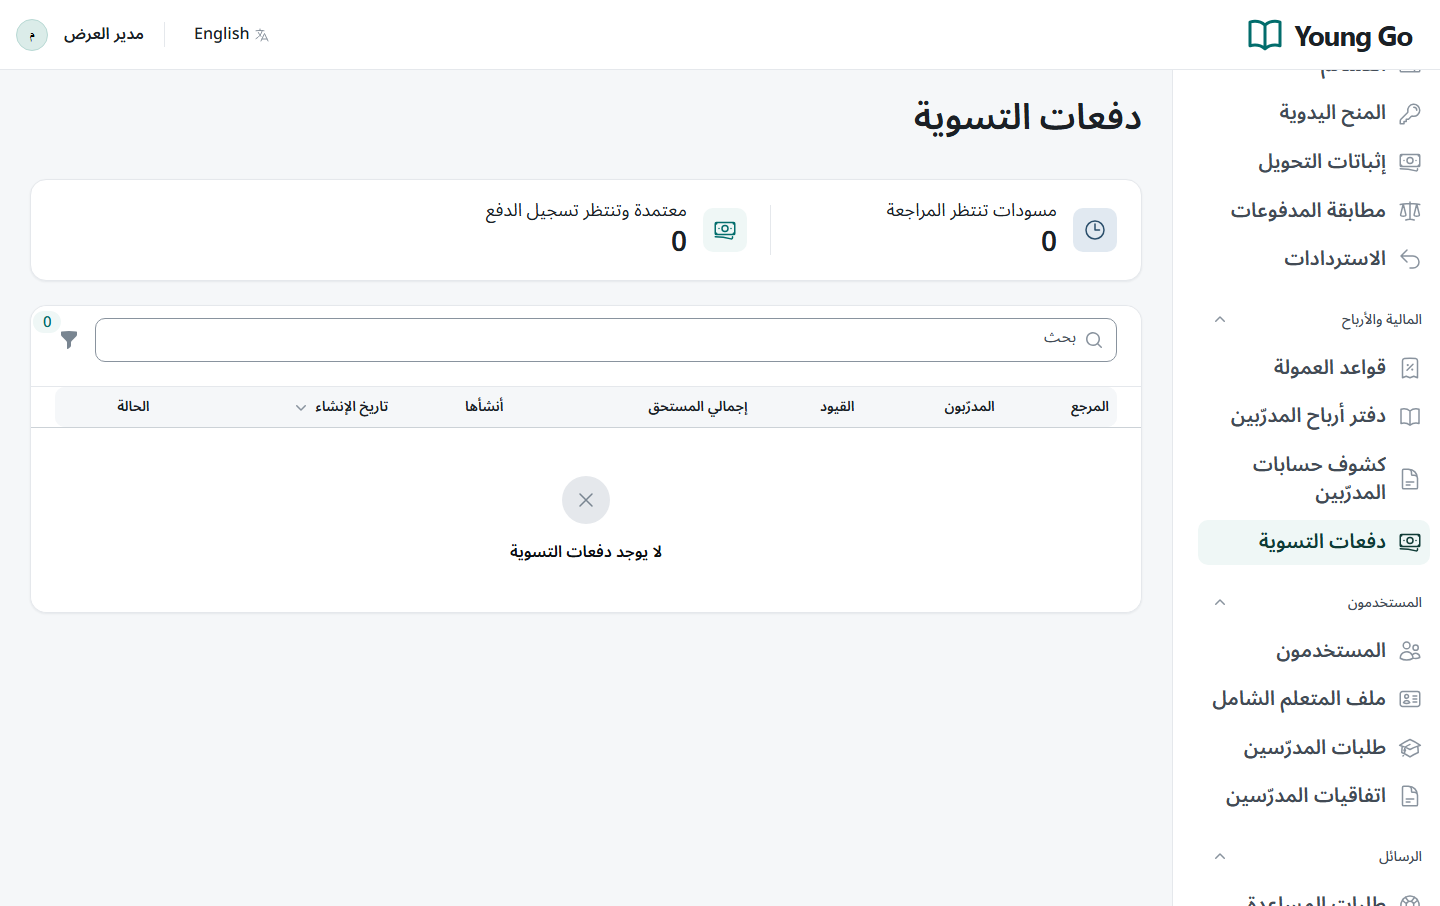 Young Go
English
مدير العرض
م
المنح اليدوية
إثباتات التحويل
مطابقة المدفوعات
الاستردادات
المالية والأرباح
قواعد العمولة
دفتر أرباح المدرّبين
كشوف حسابات
المدرّبين
دفعات التسوية
المستخدمون
المستخدمون
ملف المتعلم الشامل
طلبات المدرّسين
اتفاقيات المدرّسين
الرسائل
طلبات المساعدة
دفعات التسوية
مسودات تنتظر المراجعة
0
معتمدة وتنتظر تسجيل الدفع
0
بحث
0
المرجع المدرّبون القيود إجمالي المستحق أنشأها تاريخ الإنشاء الحالة
لا يوجد دفعات التسوية